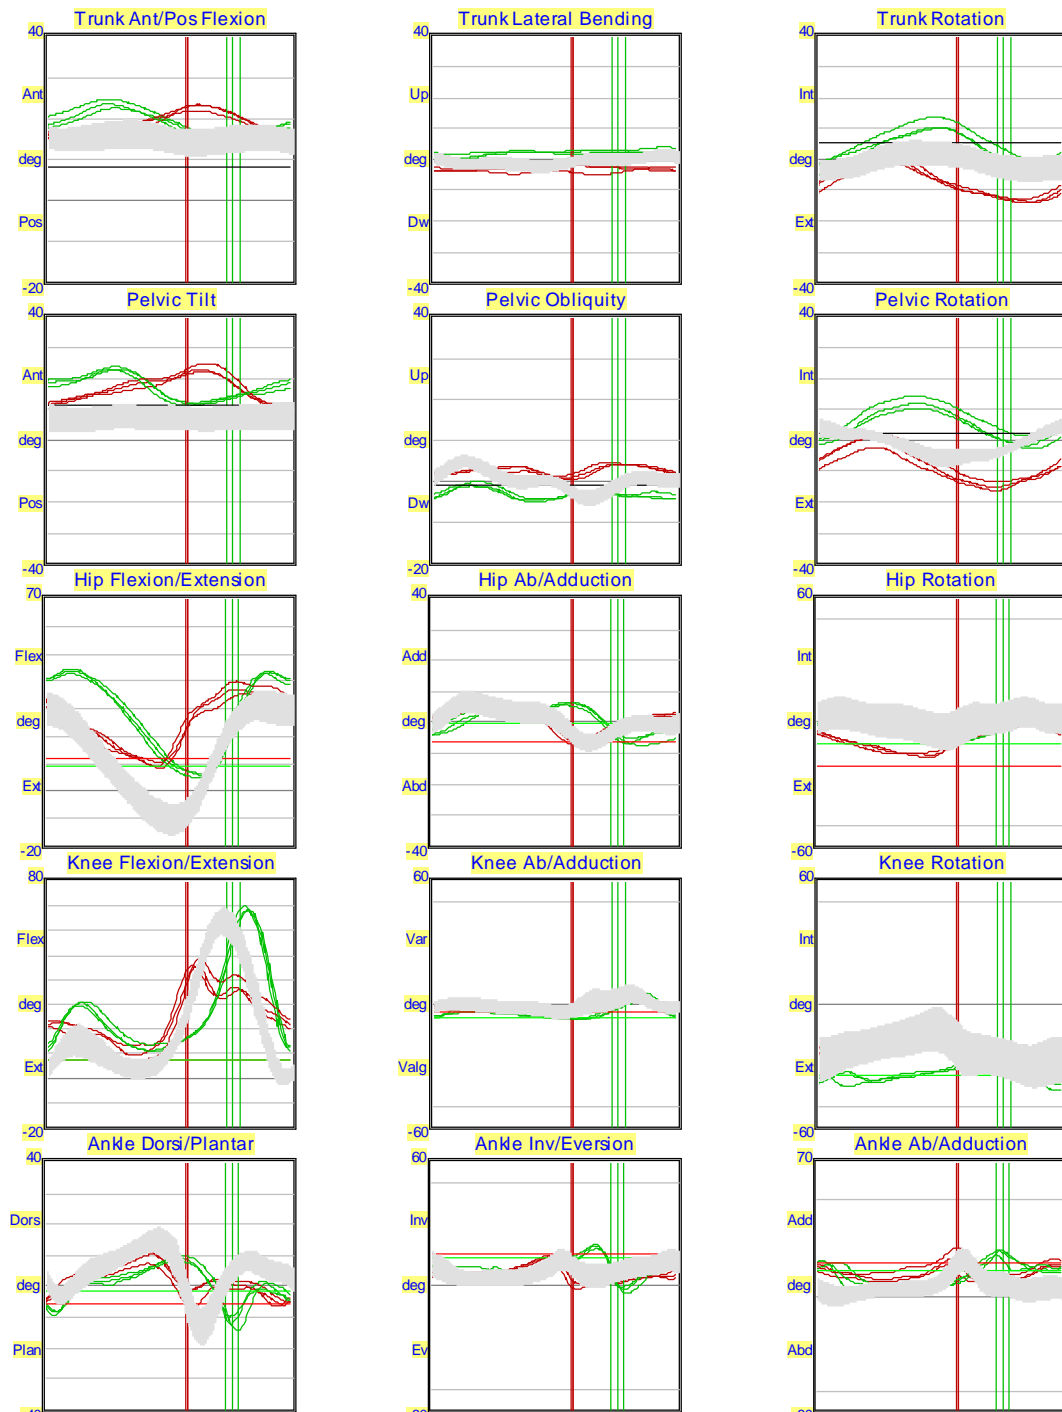 Trunk Ant/Pos Flexion Trunk Lateral Bending Trunk Rotation
40 40 40
Ant Up Int
deg deg deg
Pos Dw Ext
-20 -40 -40
Pelvic Tilt Pelvic Obliquity Pelvic Rotation
40 40 40
Ant Up Int
deg deg deg
Pos Dw Ext
-40 -20 -40
Hip Flexion/Extension Hip Ab/Adduction Hip Rotation
70 40 60
Flex Add Int
deg deg deg
Ext Abd Ext
-20 -40 -60
Knee Flexion/Extension Knee Ab/Adduction Knee Rotation
80 60 60
Flex Var Int
deg deg deg
Ext Valg Ext
-20 -60 -60
Ankle Dorsi/Plantar Ankle Inv/Eversion Ankle Ab/Adduction
40 60 70
Dors Inv Add
deg deg deg
Plan Ev Abd